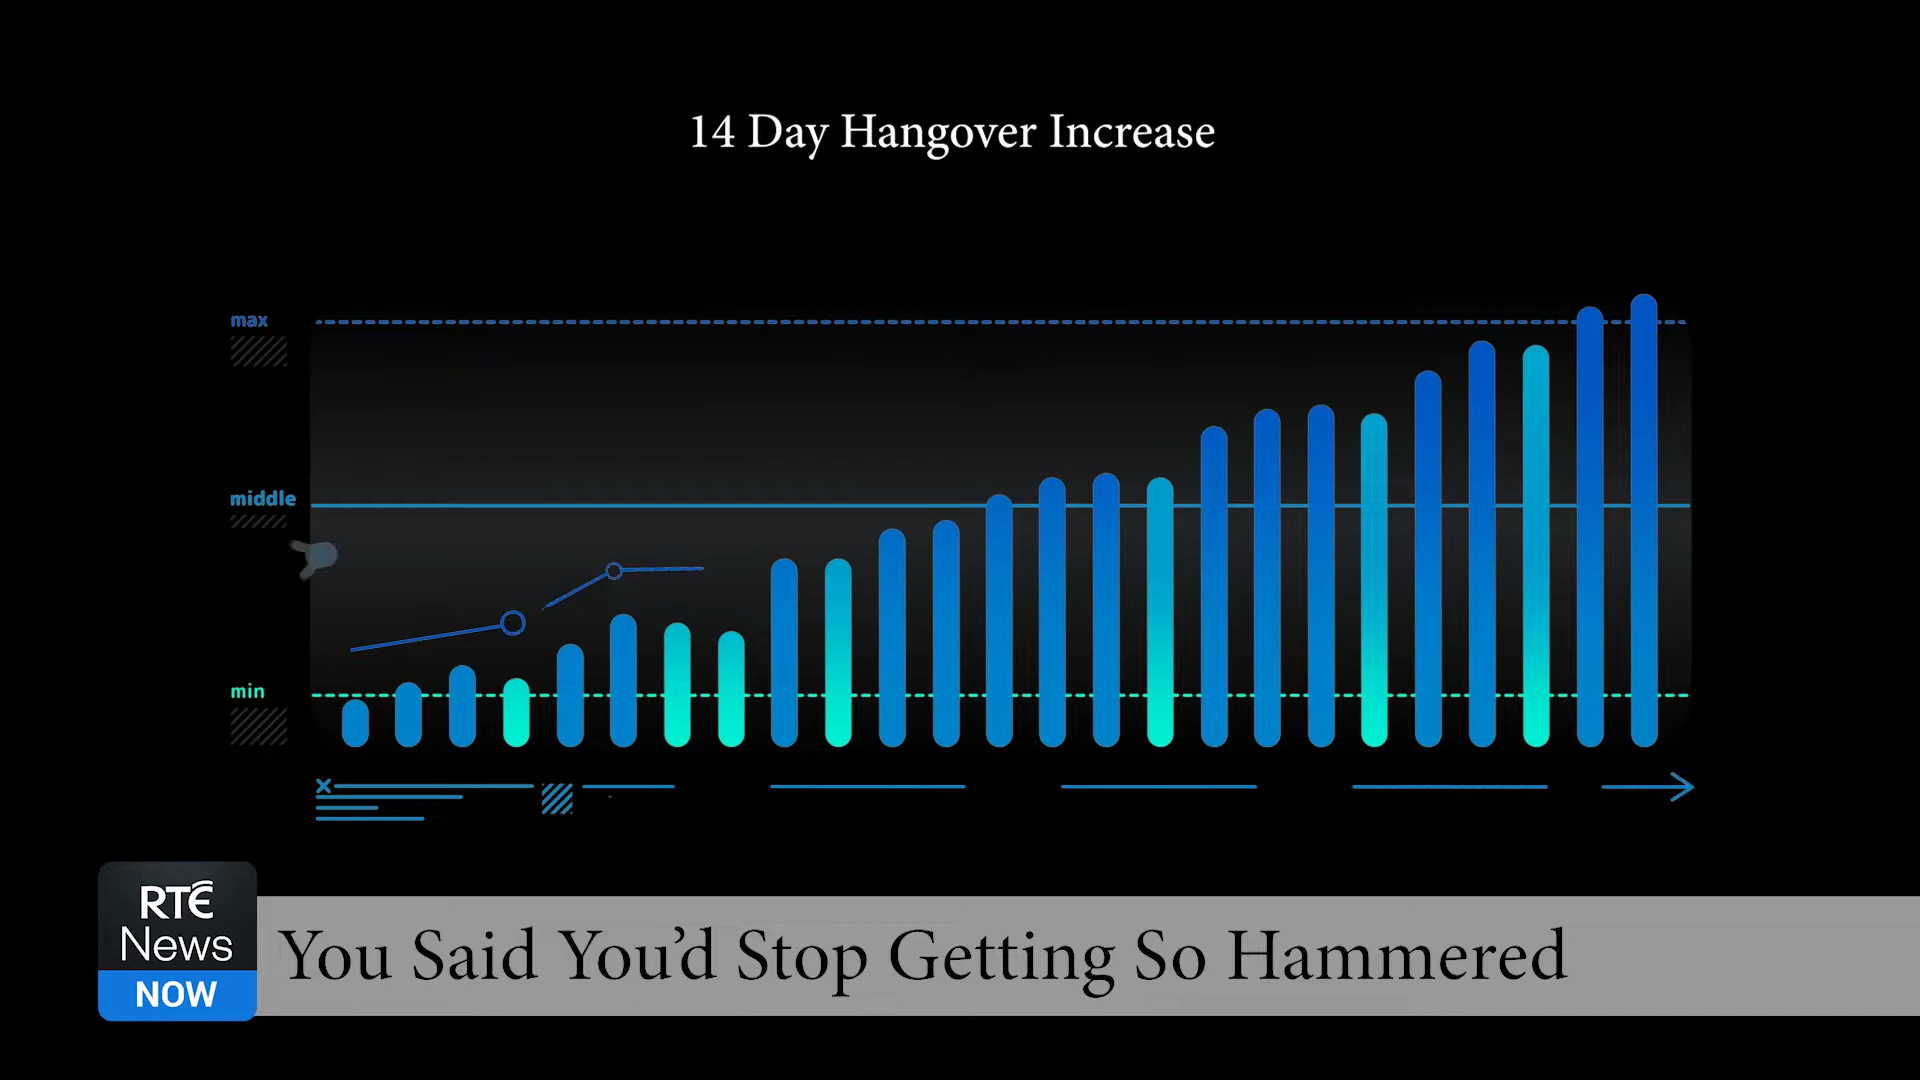 14 Day Hangover Increase
max
middle
min
RTÉ
News
NOW
You Said You’d Stop Getting So Hammered